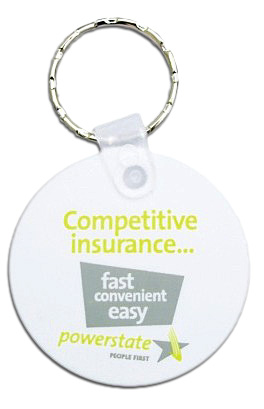 Competitive
insurance...
fast
convenient
easy
powerstate
PEOPLE FIRST